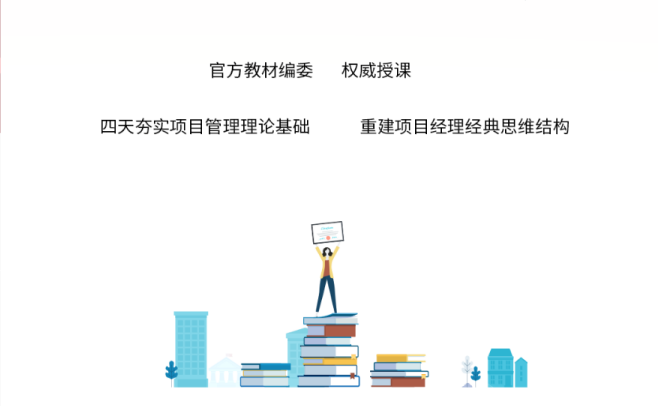 官方教材编委 权威授课
四天夯实项目管理理论基础 重建项目经理经典思维结构